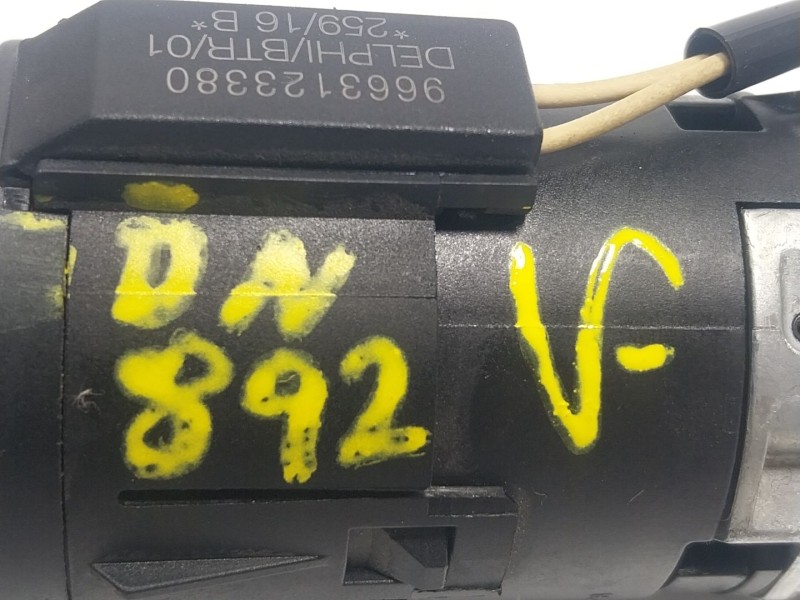 9663123380
DELPHI/BTR/01
*259/16 B*
DN
892
V-